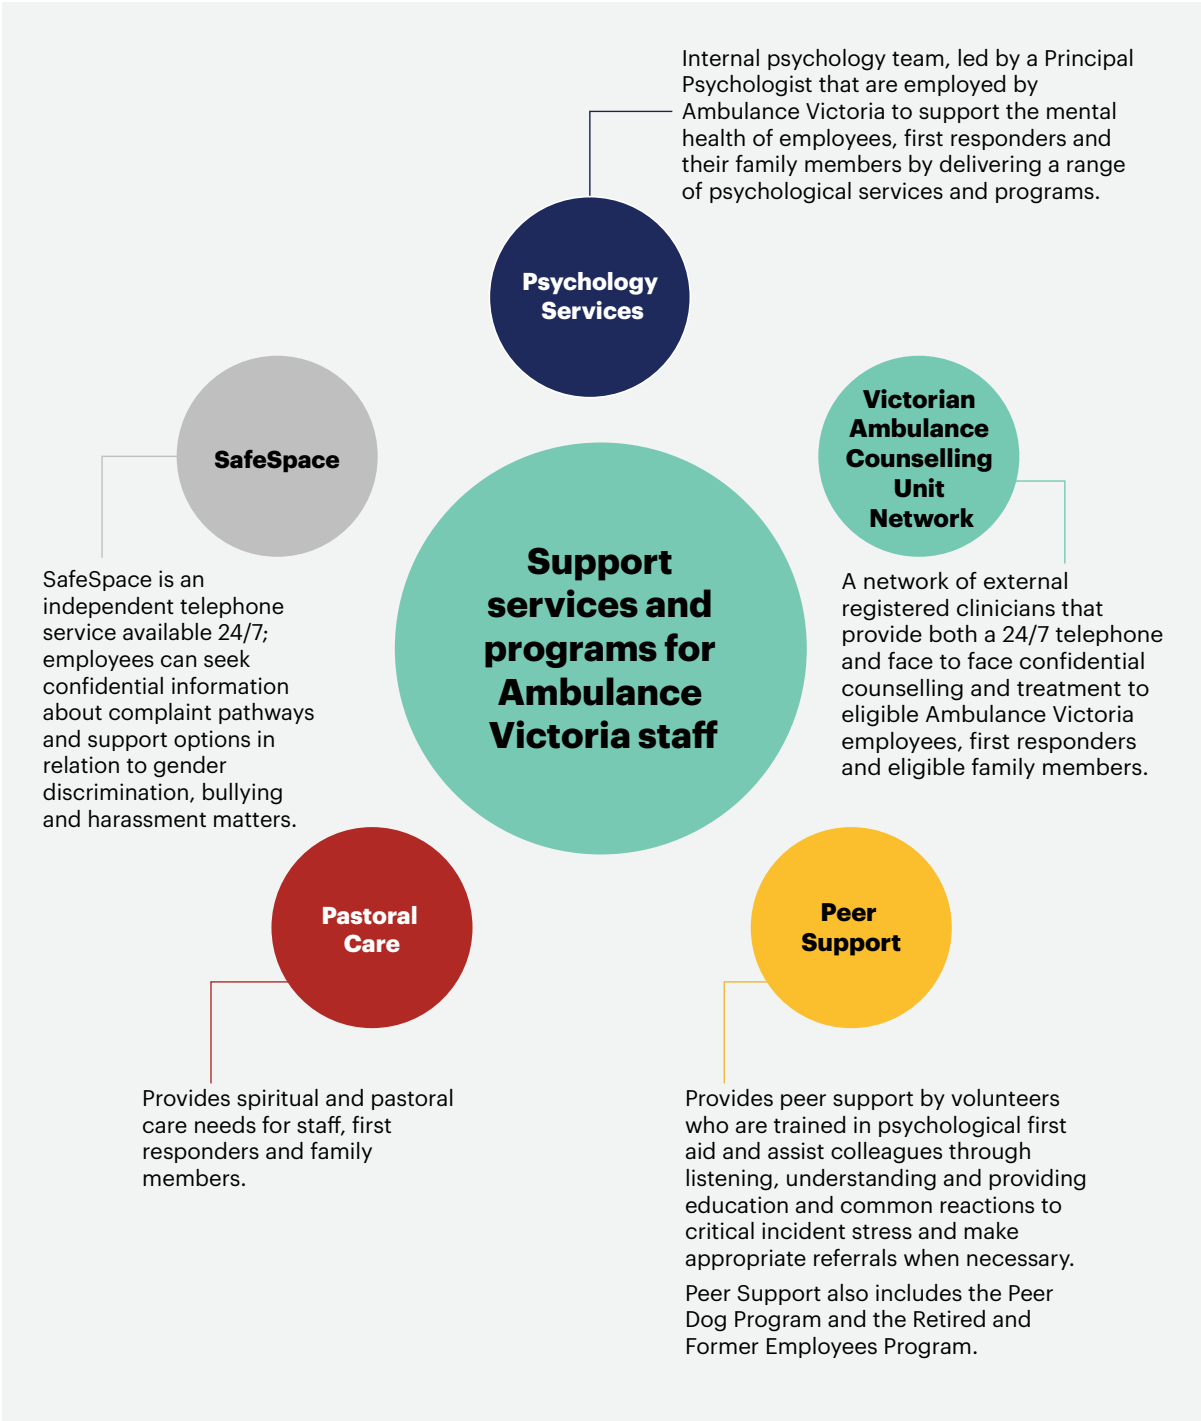 Internal psychology team, led by a Principal
Psychologist that are employed by
Ambulance Victoria to support the mental
health of employees, first responders and
their family members by delivering a range
of psychological services and programs.
Psychology
Services
SafeSpace
Victorian
Ambulance
Counselling
Unit
Network
Support
services and
programs for
Ambulance
Victoria staff
SafeSpace is an
independent telephone
service available 24/7;
employees can seek
confidential information
about complaint pathways
and support options in
relation to gender
discrimination, bullying
and harassment matters.
A network of external
registered clinicians that
provide both a 24/7 telephone
and face to face confidential
counselling and treatment to
eligible Ambulance Victoria
employees, first responders
and eligible family members.
Pastoral
Care
Peer
Support
Provides spiritual and pastoral
care needs for staff, first
responders and family
members.
Provides peer support by volunteers
who are trained in psychological first
aid and assist colleagues through
listening, understanding and providing
education and common reactions to
critical incident stress and make
appropriate referrals when necessary.
Peer Support also includes the Peer
Dog Program and the Retired and
Former Employees Program.